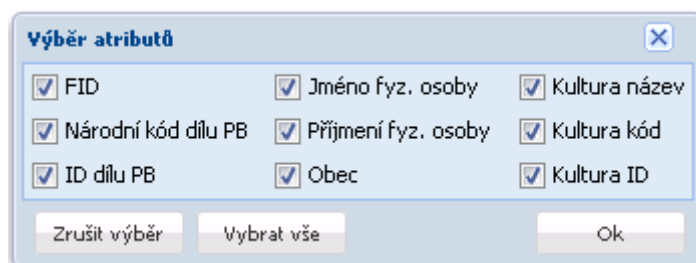 Výběr atributů
FID Jméno fyz. osoby Kultura název
Národní kód dílu PB Příjmení fyz. osoby Kultura kód
ID dílu PB Obec Kultura ID
Zrušit výběr Vybrat vše Ok